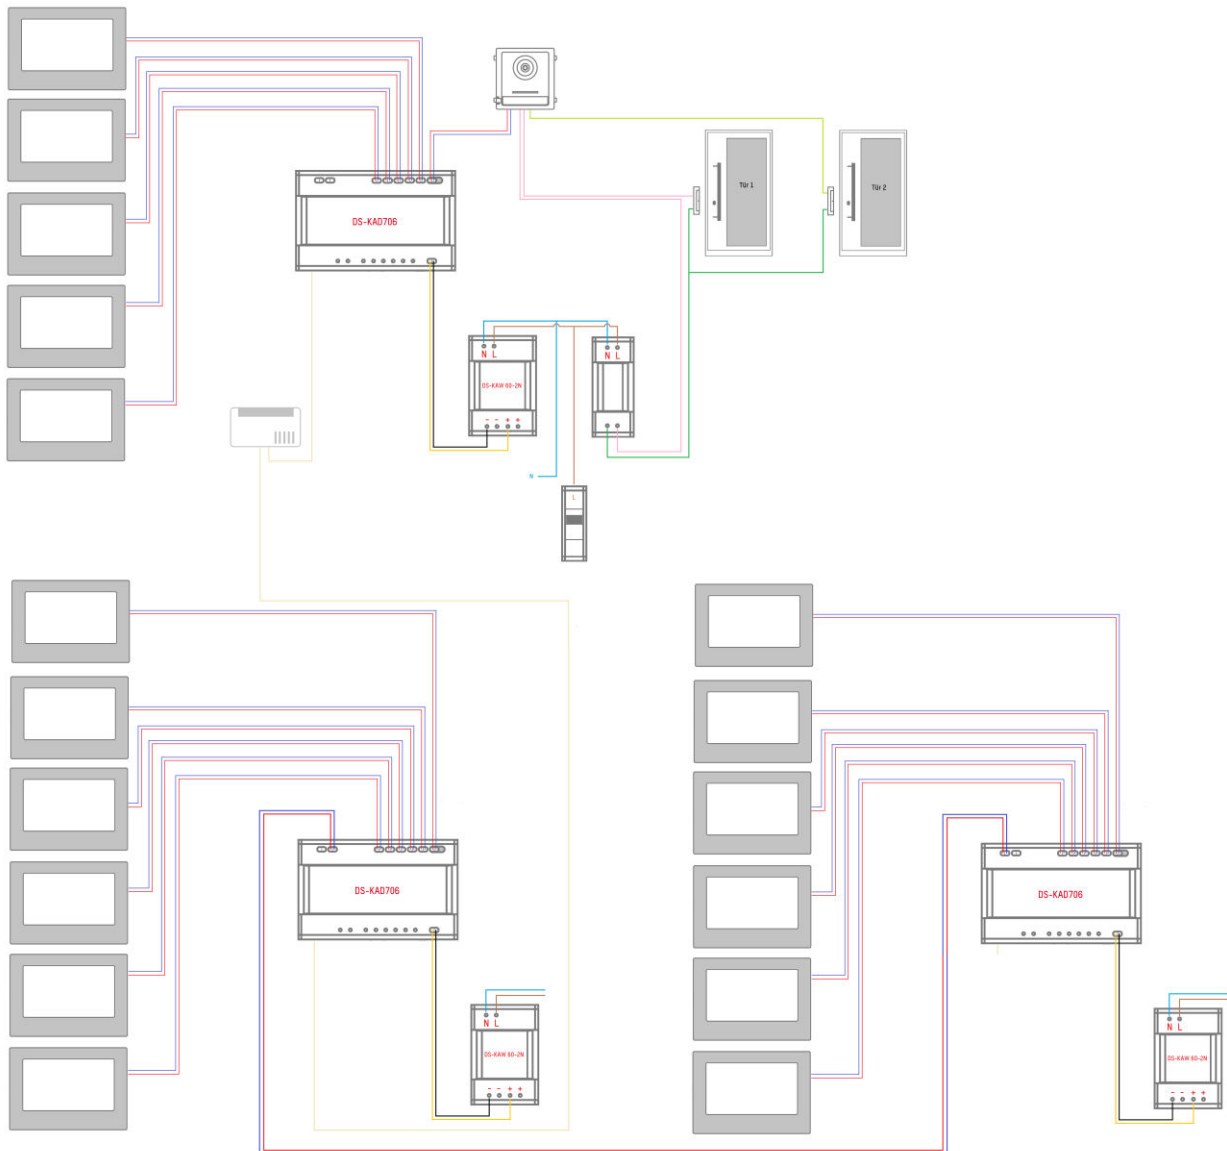 Tür 1
Tür 2
DS-KAD706
N L
N L
DS-KAW 60-2N
- - + +
N
L
DS-KAD706
DS-KAD706
N L
N L
DS-KAW 60-2N
DS-KAW 60-2N
- - + +
- - + +